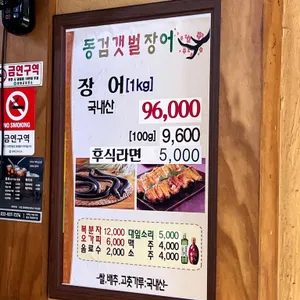 동검갯벌장어
장 어[1kg]
국내산 96,000
[100g] 9,600
후식라면 5,000
복분자 12,000 대잎소리 5,000
오가피 6,000 맥 주 4,000
음료수 2,000 소 주 4,000
-쌀,배추,고춧가루:국내산-
금연구역
NO SMOKING
금연구역